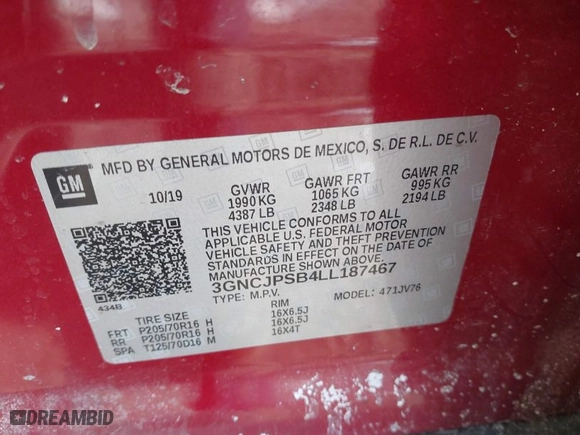 MFD BY GENERAL MOTORS DE MEXICO, S. DE R.L. DE C.V.
GM
10/19 GVWR GAWR FRT GAWR RR
1990 KG 1065 KG 995 KG
4387 LB 2348 LB 2194 LB
THIS VEHICLE CONFORMS TO ALL
APPLICABLE U.S. FEDERAL MOTOR
VEHICLE SAFETY AND THEFT PREVENTION
STANDARDS IN EFFECT ON THE DATE OF
MANUFACTURE SHOWN ABOVE.
3GNCJPSB4LL187467
434B TYPE: M.P.V. MODEL: 471JV76
TIRE SIZE RIM
FRT P205/70R16 H 16X6.5J
RR P205/70R16 H 16X6.5J
SPA T125/70D16 M 16X4T
DREAMBID